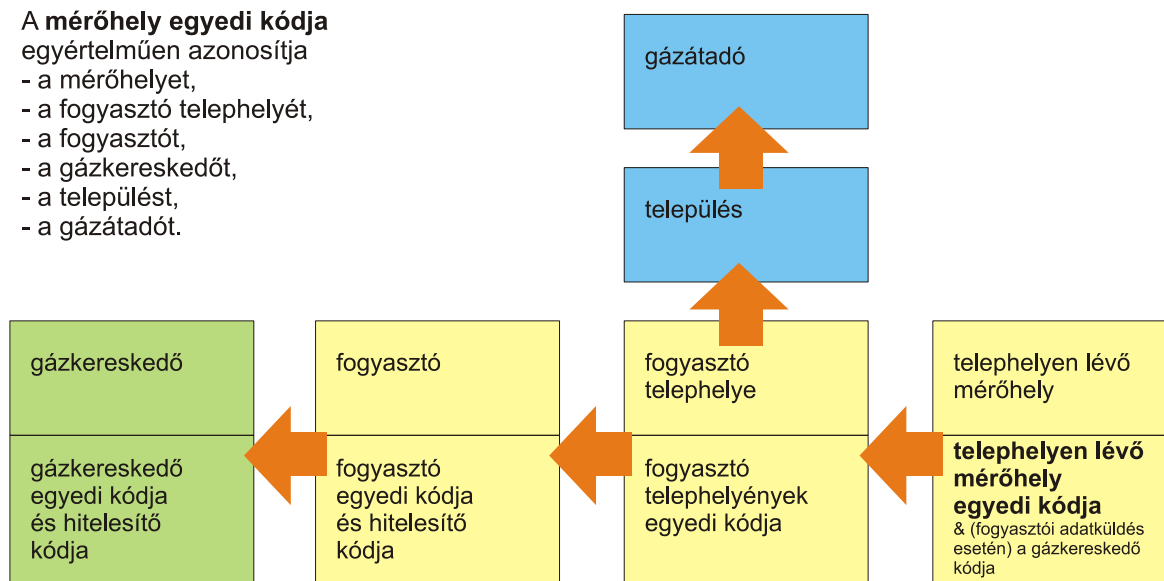 A mérőhely egyedi kódja
egyértelműen azonosítja
- a mérőhelyet,
- a fogyasztó telephelyét,
- a fogyasztót,
- a gázkereskedőt,
- a települést,
- a gázátadót.
gázátadó
település
gázkereskedő
fogyasztó
fogyasztó
telephelye
telephelyen lévő
mérőhely
gázkereskedő
egyedi kódja
és hitelesítő
kódja
fogyasztó
egyedi kódja
és hitelesítő
kódja
fogyasztó
telephelyények
egyedi kódja
telephelyen lévő
mérőhely
egyedi kódja
& (fogyasztói adatküldés
esetén) a gázkereskedő
kódja